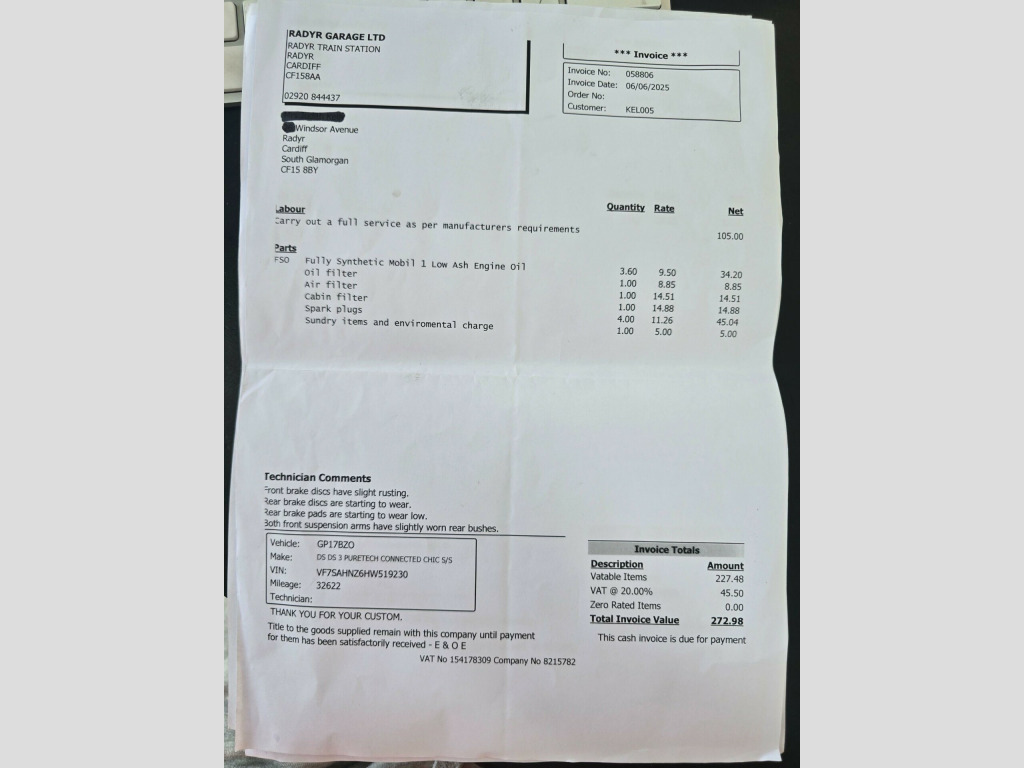 RADYR GARAGE LTD
RADYR TRAIN STATION
RADYR
CARDIFF
CF158AA
02920 844437
*** Invoice ***
Invoice No: 058806
Invoice Date: 06/06/2025
Order No:
Customer: KEL005
Windsor Avenue
Radyr
Cardiff
South Glamorgan
CF15 8BY
Labour Quantity Rate Net
Carry out a full service as per manufacturers requirements 105.00
Parts
FSO Fully Synthetic Mobil 1 Low Ash Engine Oil 3.60 9.50 34.20
Oil filter 1.00 8.85 8.85
Air filter 1.00 14.51 14.51
Cabin filter 1.00 14.88 14.88
Spark plugs 4.00 11.26 45.04
Sundry items and enviromental charge 1.00 5.00 5.00
Technician Comments
Front brake discs have slight rusting.
Rear brake discs are starting to wear.
Rear brake pads are starting to wear low.
Both front suspension arms have slightly worn rear bushes.
Vehicle: GP17BZO
Make: DS DS 3 PURETECH CONNECTED CHIC S/S
VIN: VF7SAHNZ6HW519230
Mileage: 32622
Technician:
Invoice Totals
Description Amount
Vatable Items 227.48
VAT @ 20.00% 45.50
Zero Rated Items 0.00
Total Invoice Value 272.98
This cash invoice is due for payment
THANK YOU FOR YOUR CUSTOM.
Title to the goods supplied remain with this company until payment
for them has been satisfactorily received - E & O E
VAT No 154178309 Company No 8215782